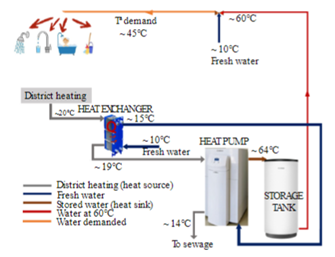 Tª demand
~45℃
~60℃
~10℃
Fresh water
District heating
~20℃
HEAT EXCHANGER
~15℃
~10℃
Fresh water
~19℃
HEAT PUMP
~64℃
District heating (heat source)
Fresh water
Stored water (heat sink)
Water at 60℃
Water demanded
STORAGE
TANK
~14℃
To sewage